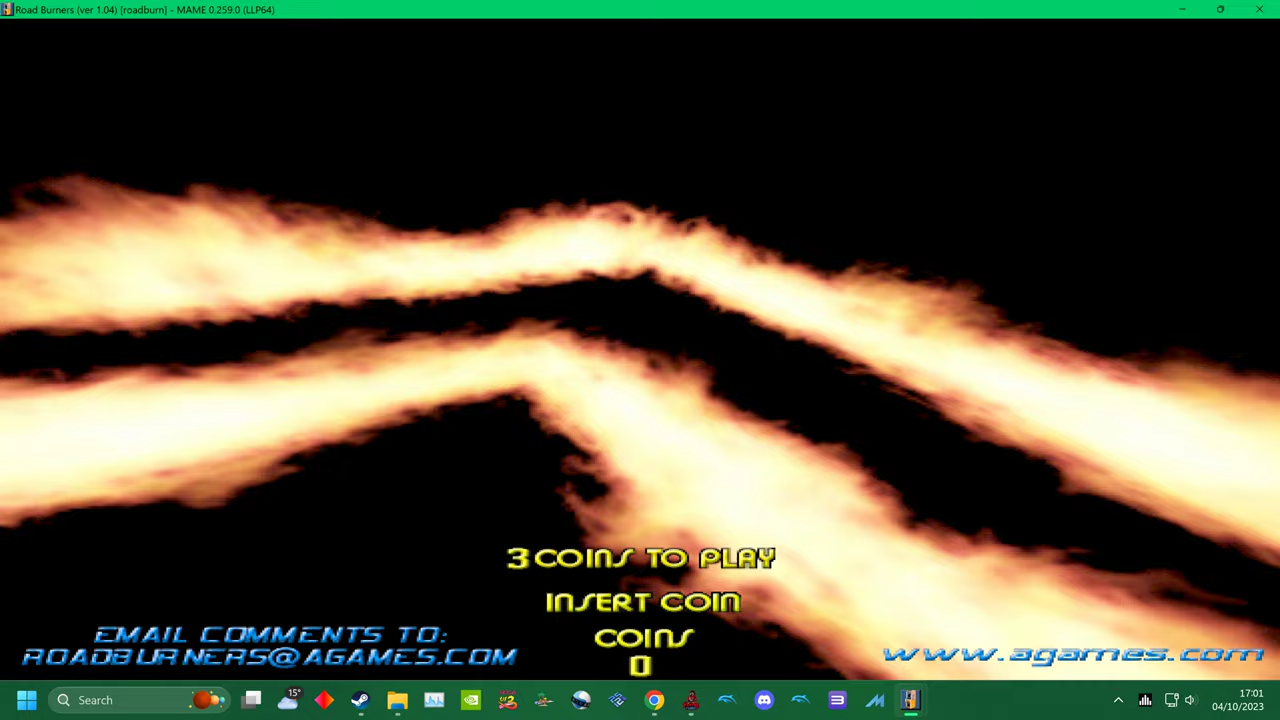 Road Burners (ver 1.04) [roadburn] - MAME 0.259.0 (LLP64)
3 COINS TO PLAY
INSERT COIN
COINS
0
EMAIL COMMENTS TO:
ROADBURNERS@AGAMES.COM
www.agames.com
Search
15°
17:01
04/10/2023